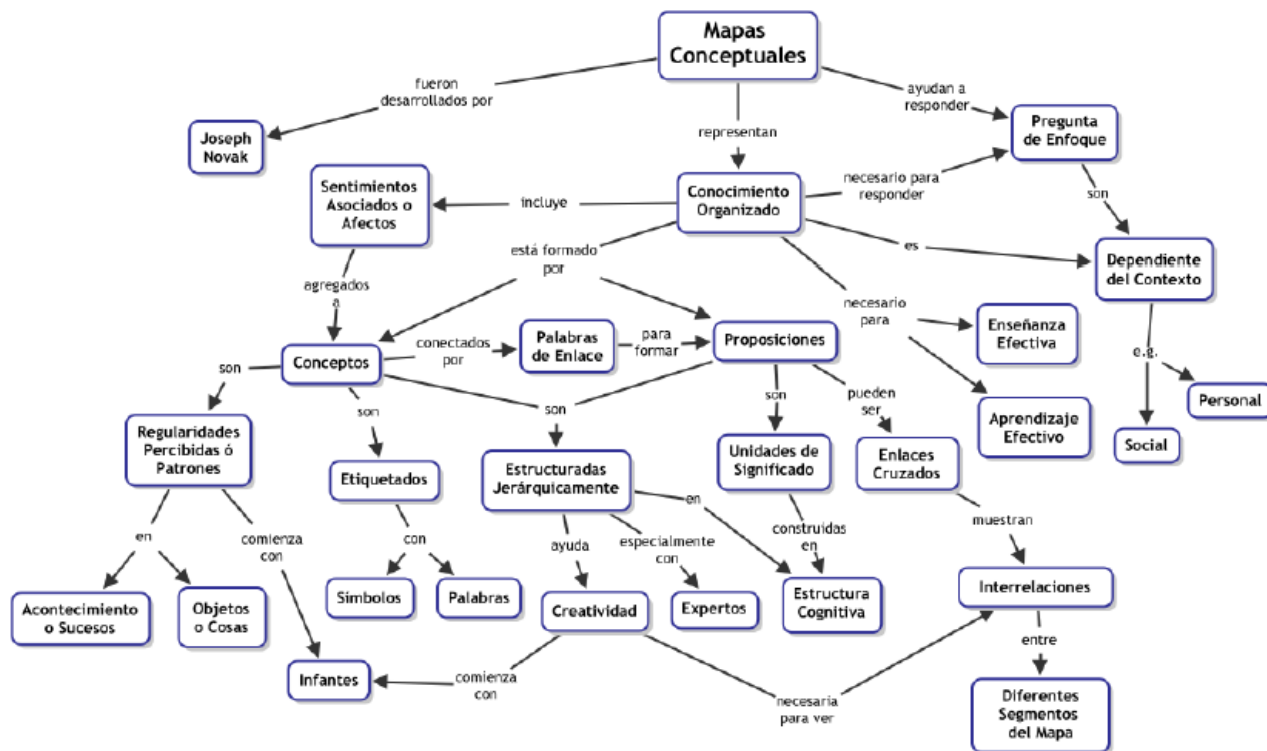 Mapas
Conceptuales
fueron
desarrollados por
ayudan a
responder
Joseph
Novak
representan
Pregunta
de Enfoque
Sentimientos
Asociados o
Afectos
incluye
Conocimiento
Organizado
necesario para
responder
son
está formado
por
es
Dependiente
del Contexto
agregados
a
necesario
para
Enseñanza
Efectiva
Conceptos
conectados
por
Palabras
de Enlace
para
formar
Proposiciones
e.g.
Personal
Social
Aprendizaje
Efectivo
son
son
son
son
pueden
ser
Regularidades
Percibidas ó
Patrones
Etiquetados
Estructuradas
Jerárquicamente
Unidades de
Significado
Enlaces
Cruzados
en
comienza
con
con
ayuda
especialmente
con
en
construidas
en
muestran
Acontecimiento
o Sucesos
Objetos
o Cosas
Símbolos
Palabras
Creatividad
Expertos
Estructura
Cognitiva
Interrelaciones
Infantes
comienza
con
necesaria
para ver
entre
Diferentes
Segmentos
del Mapa